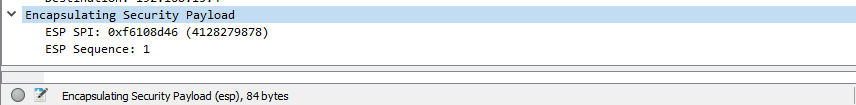 Encapsulating Security Payload
ESP SPI: 0xf6108d46 (4128279878)
ESP Sequence: 1
Encapsulating Security Payload (esp), 84 bytes